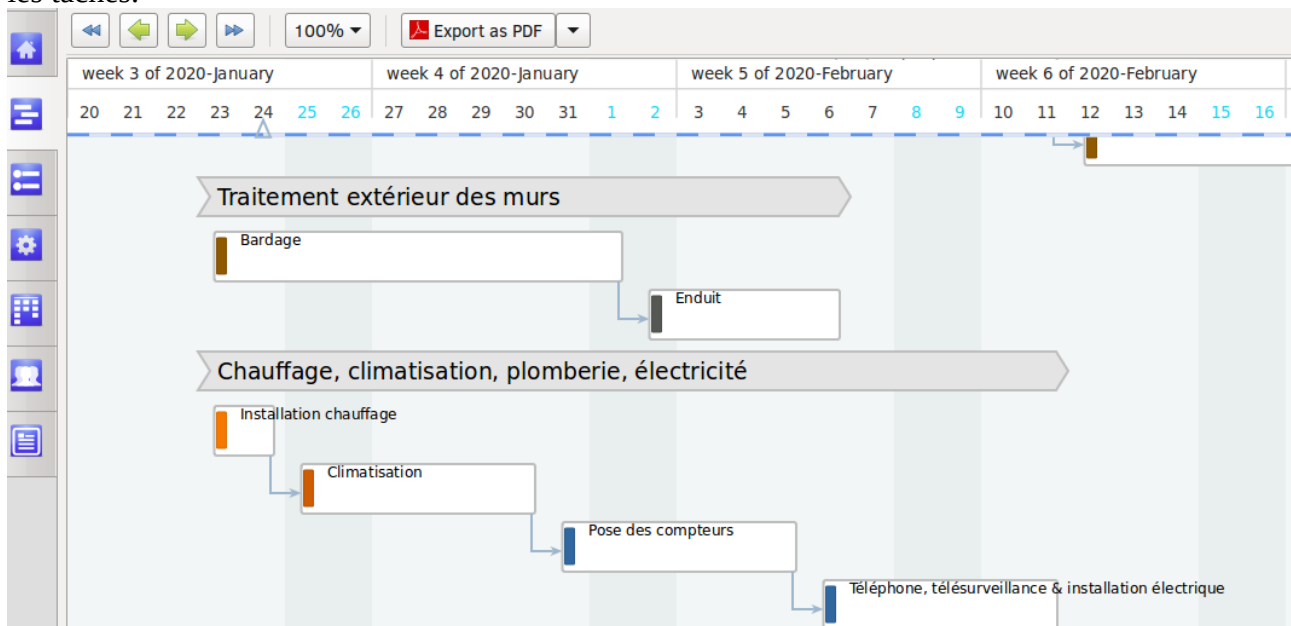 les tâches.
100%
Export as PDF
week 3 of 2020-January week 4 of 2020-January week 5 of 2020-February week 6 of 2020-February
20 21 22 23 24 25 26 27 28 29 30 31 1 2 3 4 5 6 7 8 9 10 11 12 13 14 15 16
Traitement extérieur des murs
Bardage
Enduit
Chauffage, climatisation, plomberie, électricité
Installation chauffage
Climatisation
Pose des compteurs
Téléphone, télésurveillance & installation électrique